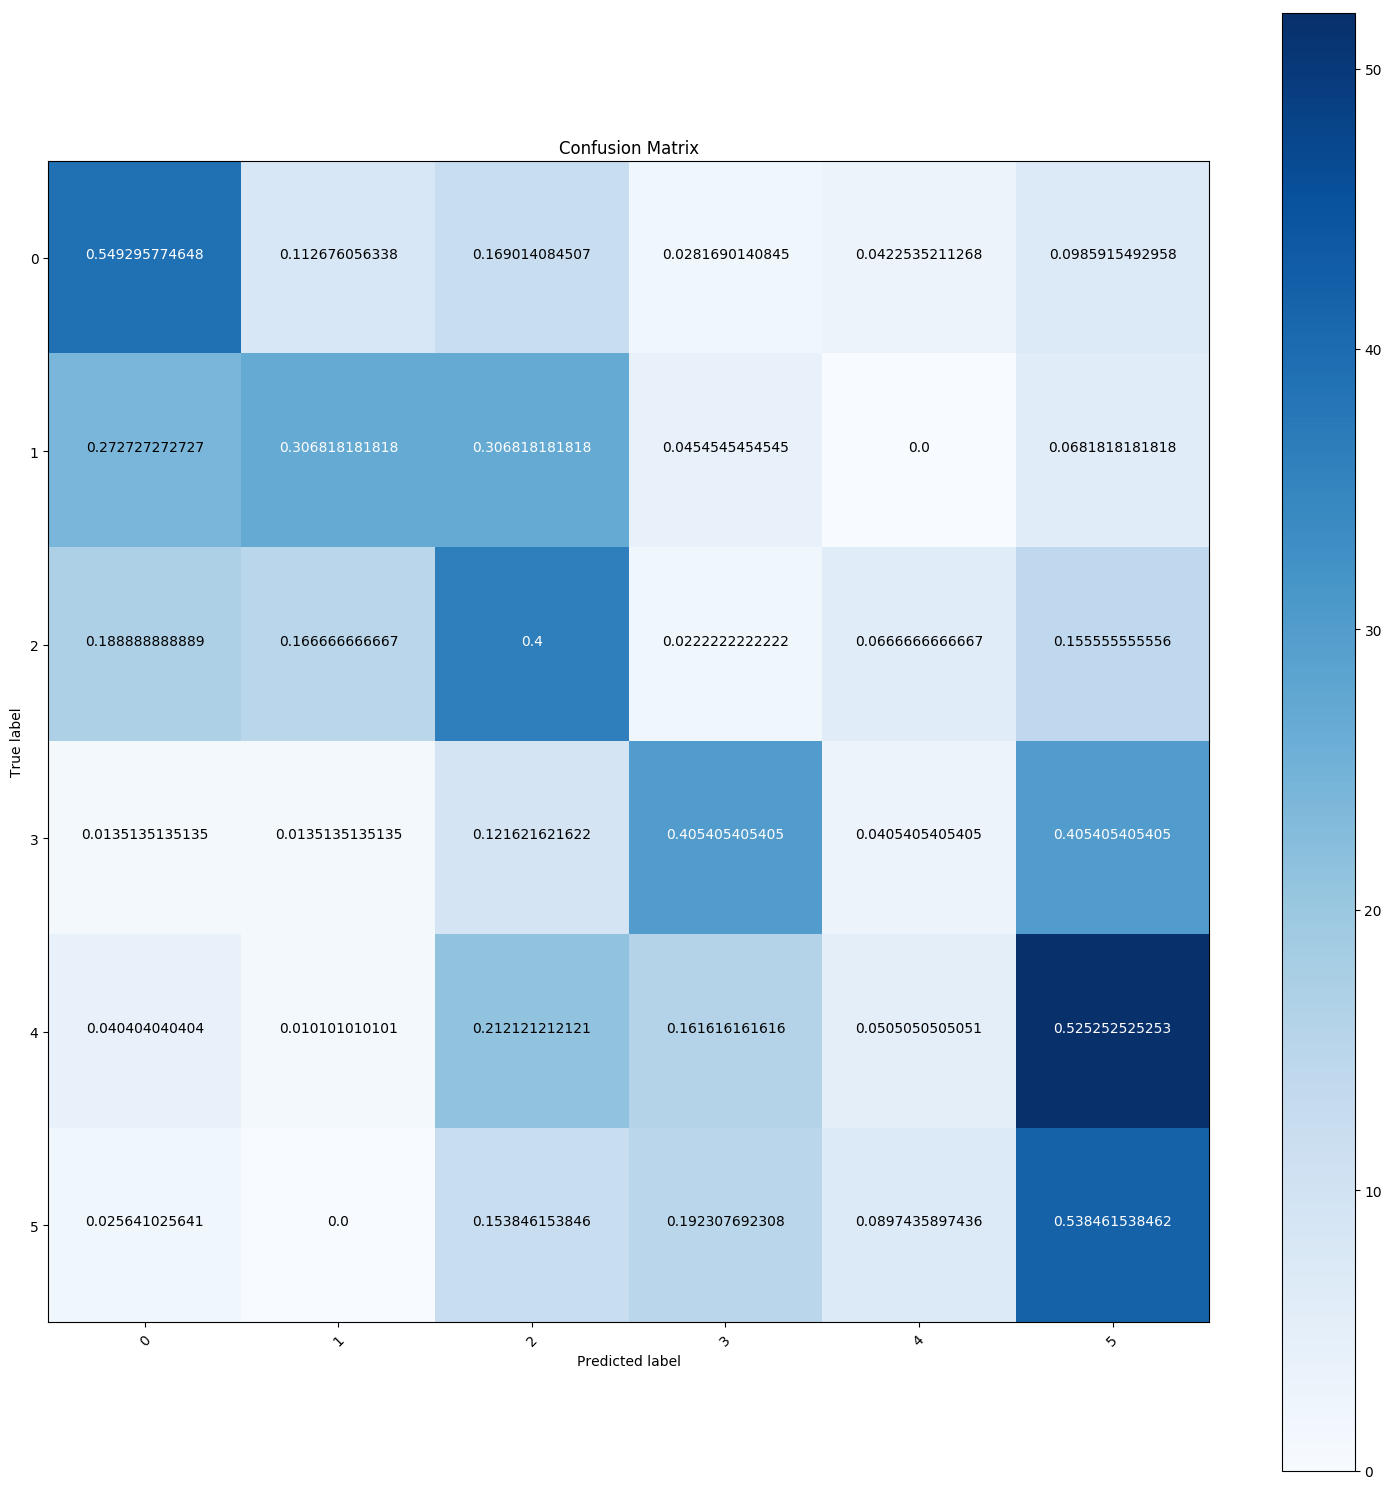 Confusion Matrix
0 0.549295774648 0.112676056338 0.169014084507 0.0281690140845 0.0422535211268 0.0985915492958
1 0.272727272727 0.306818181818 0.306818181818 0.0454545454545 0.0 0.0681818181818
2 0.188888888889 0.166666666667 0.4 0.0222222222222 0.0666666666667 0.155555555556
3 0.0135135135135 0.0135135135135 0.121621621622 0.405405405405 0.0405405405405 0.405405405405
4 0.040404040404 0.010101010101 0.212121212121 0.161616161616 0.0505050505051 0.525252525253
5 0.025641025641 0.0 0.153846153846 0.192307692308 0.0897435897436 0.538461538462
True label
0 1 2 3 4 5
Predicted label
50
40
30
20
10
0